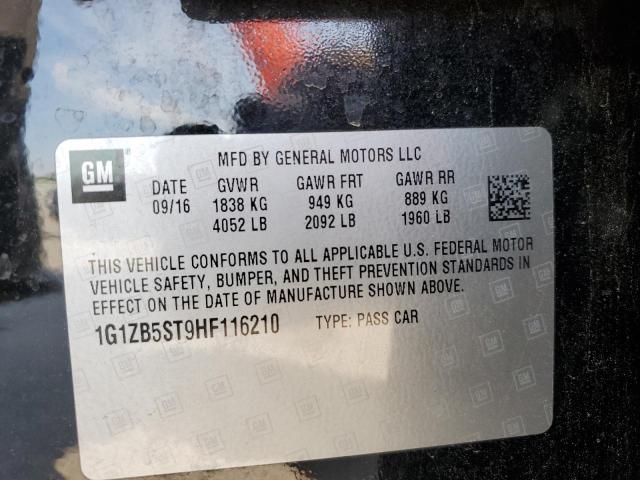 GM
MFD BY GENERAL MOTORS LLC
DATE GVWR GAWR FRT GAWR RR
09/16 1838 KG 949 KG 889 KG
4052 LB 2092 LB 1960 LB
THIS VEHICLE CONFORMS TO ALL APPLICABLE U.S. FEDERAL MOTOR
VEHICLE SAFETY, BUMPER, AND THEFT PREVENTION STANDARDS IN
EFFECT ON THE DATE OF MANUFACTURE SHOWN ABOVE.
1G1ZB5ST9HF116210 TYPE: PASS CAR